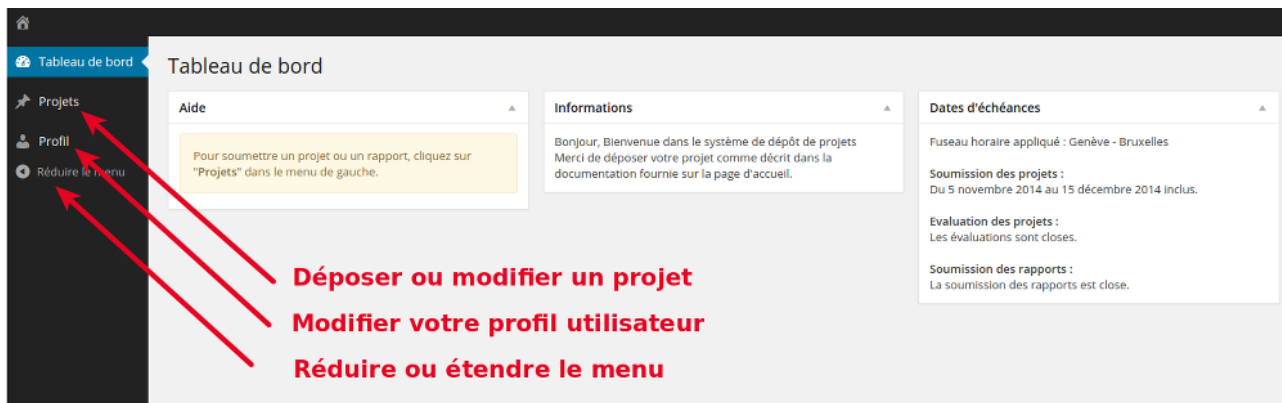 Tableau de bord
Projets
Profil
Réduire le menu
Tableau de bord
Aide
Pour soumettre un projet ou un rapport, cliquez sur
"Projets" dans le menu de gauche.
Informations
Bonjour, Bienvenue dans le système de dépôt de projets
Merci de déposer votre projet comme décrit dans la
documentation fournie sur la page d'accueil.
Dates d'échéances
Fuseau horaire appliqué : Genève - Bruxelles
Soumission des projets :
Du 5 novembre 2014 au 15 décembre 2014 inclus.
Evaluation des projets :
Les évaluations sont closes.
Soumission des rapports :
La soumission des rapports est close.
Déposer ou modifier un projet
Modifier votre profil utilisateur
Réduire ou étendre le menu